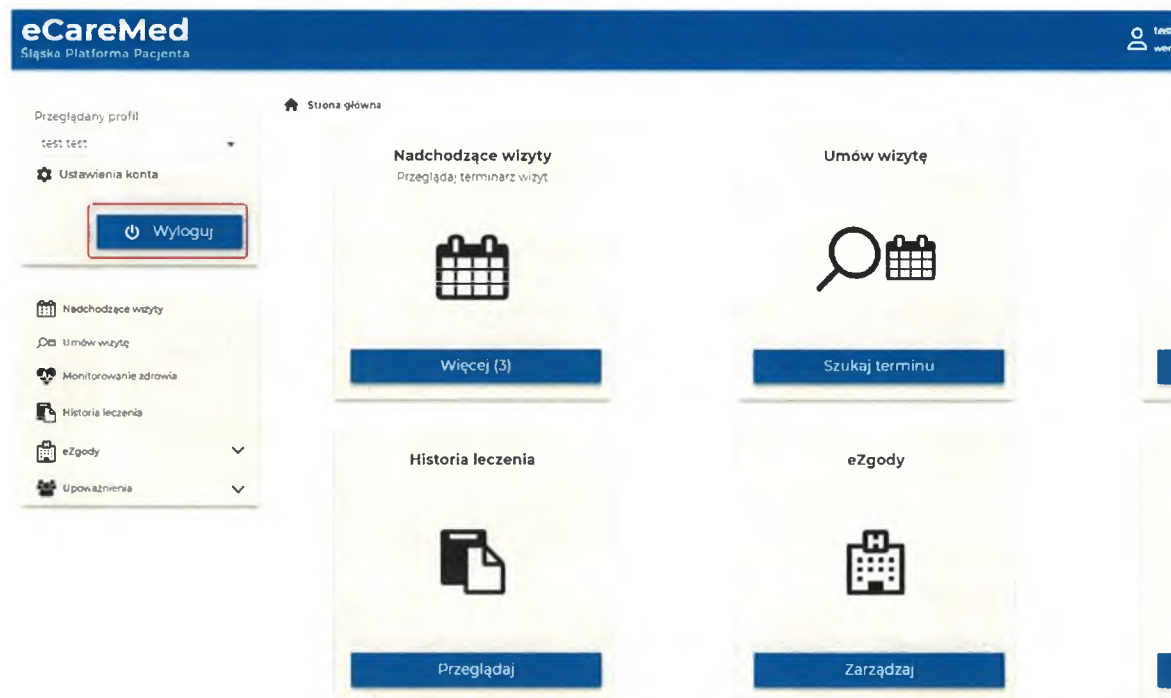 eCareMed
Śląska Platforma Pacjenta
Przeglądany profil
test test
Ustawienia konta
Wyloguj
Nadchodzące wizyty
Umów wizytę
Monitorowanie zdrowia
Historia leczenia
eZgody
Upoważnienia
Strona główna
Nadchodzące wizyty
Przeglądaj terminarz wizyt
Więcej (3)
Umów wizytę
Szukaj terminu
Historia leczenia
Przeglądaj
eZgody
Zarządzaj